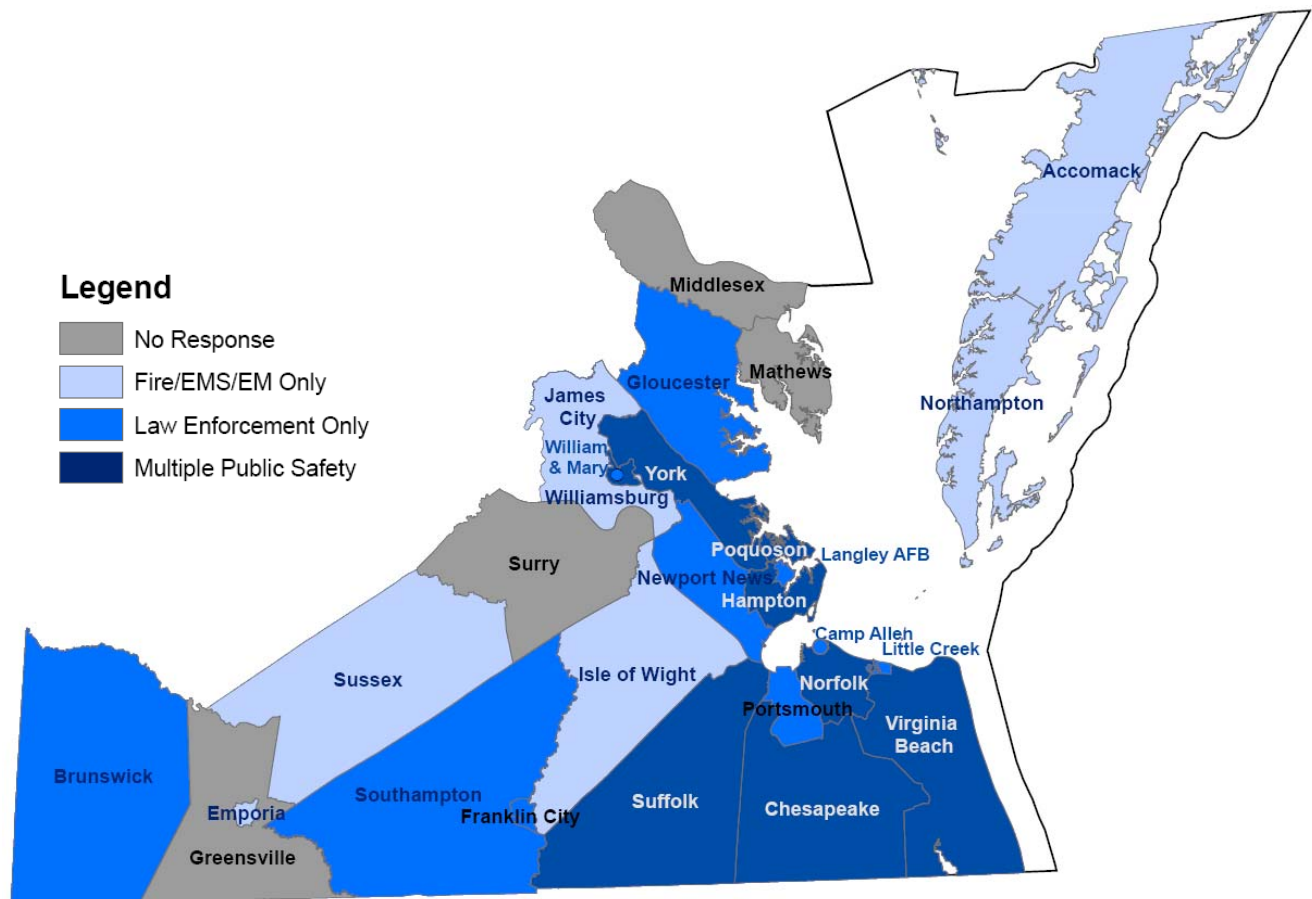 Legend
No Response
Fire/EMS/EM Only
Law Enforcement Only
Multiple Public Safety
Accomack
Middlesex
Mathews
Gloucester
James
City
Northampton
William
& Mary
York
Williamsburg
Surry
Poquoson
Langley AFB
Newport News
Hampton
Camp Allen
Little Creek
Sussex
Isle of Wight
Norfolk
Portsmouth
Virginia
Beach
Brunswick
Southampton
Suffolk
Chesapeake
Emporia
Franklin City
Greensville